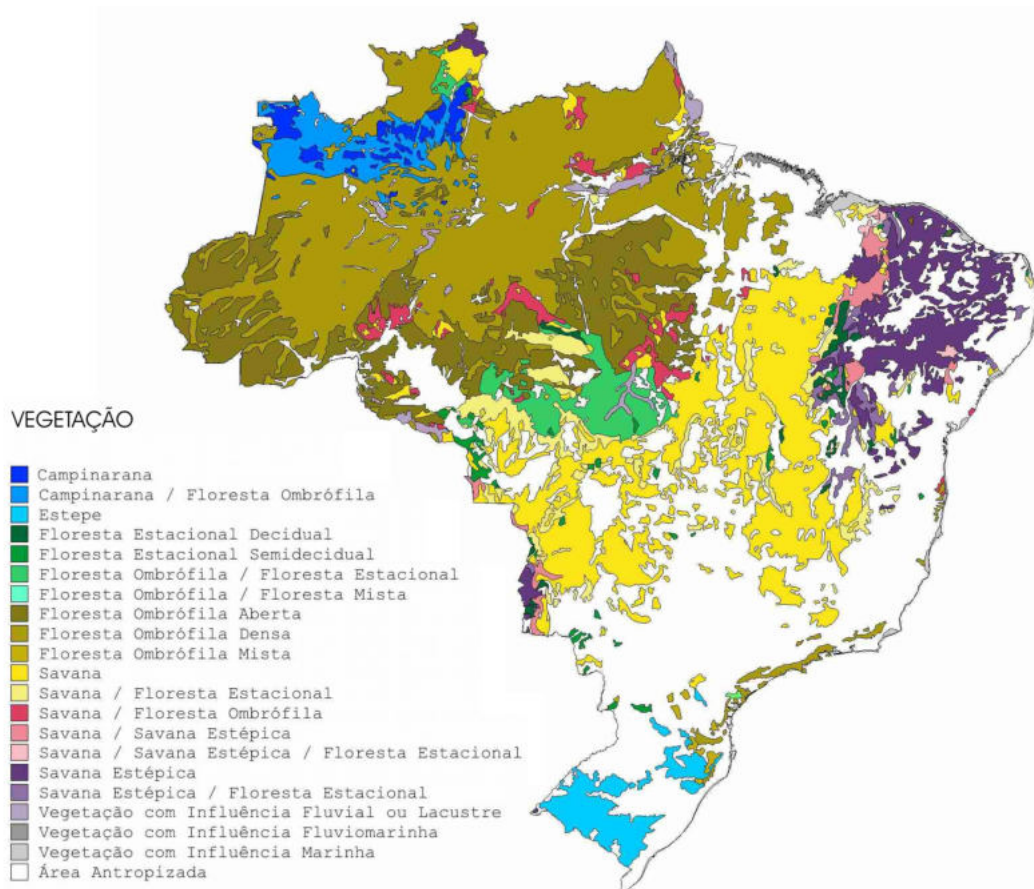 VEGETAÇÃO
Campinarana
Campinarana / Floresta Ombrófila
Estepe
Floresta Estacional Decidual
Floresta Estacional Semidecidual
Floresta Ombrófila / Floresta Estacional
Floresta Ombrófila / Floresta Mista
Floresta Ombrófila Aberta
Floresta Ombrófila Densa
Floresta Ombrófila Mista
Savana
Savana / Floresta Estacional
Savana / Floresta Ombrófila
Savana / Savana Estépica
Savana / Savana Estépica / Floresta Estacional
Savana Estépica
Savana Estépica / Floresta Estacional
Vegetação com Influência Fluvial ou Lacustre
Vegetação com Influência Fluviomarinha
Vegetação com Influência Marinha
Área Antropizada